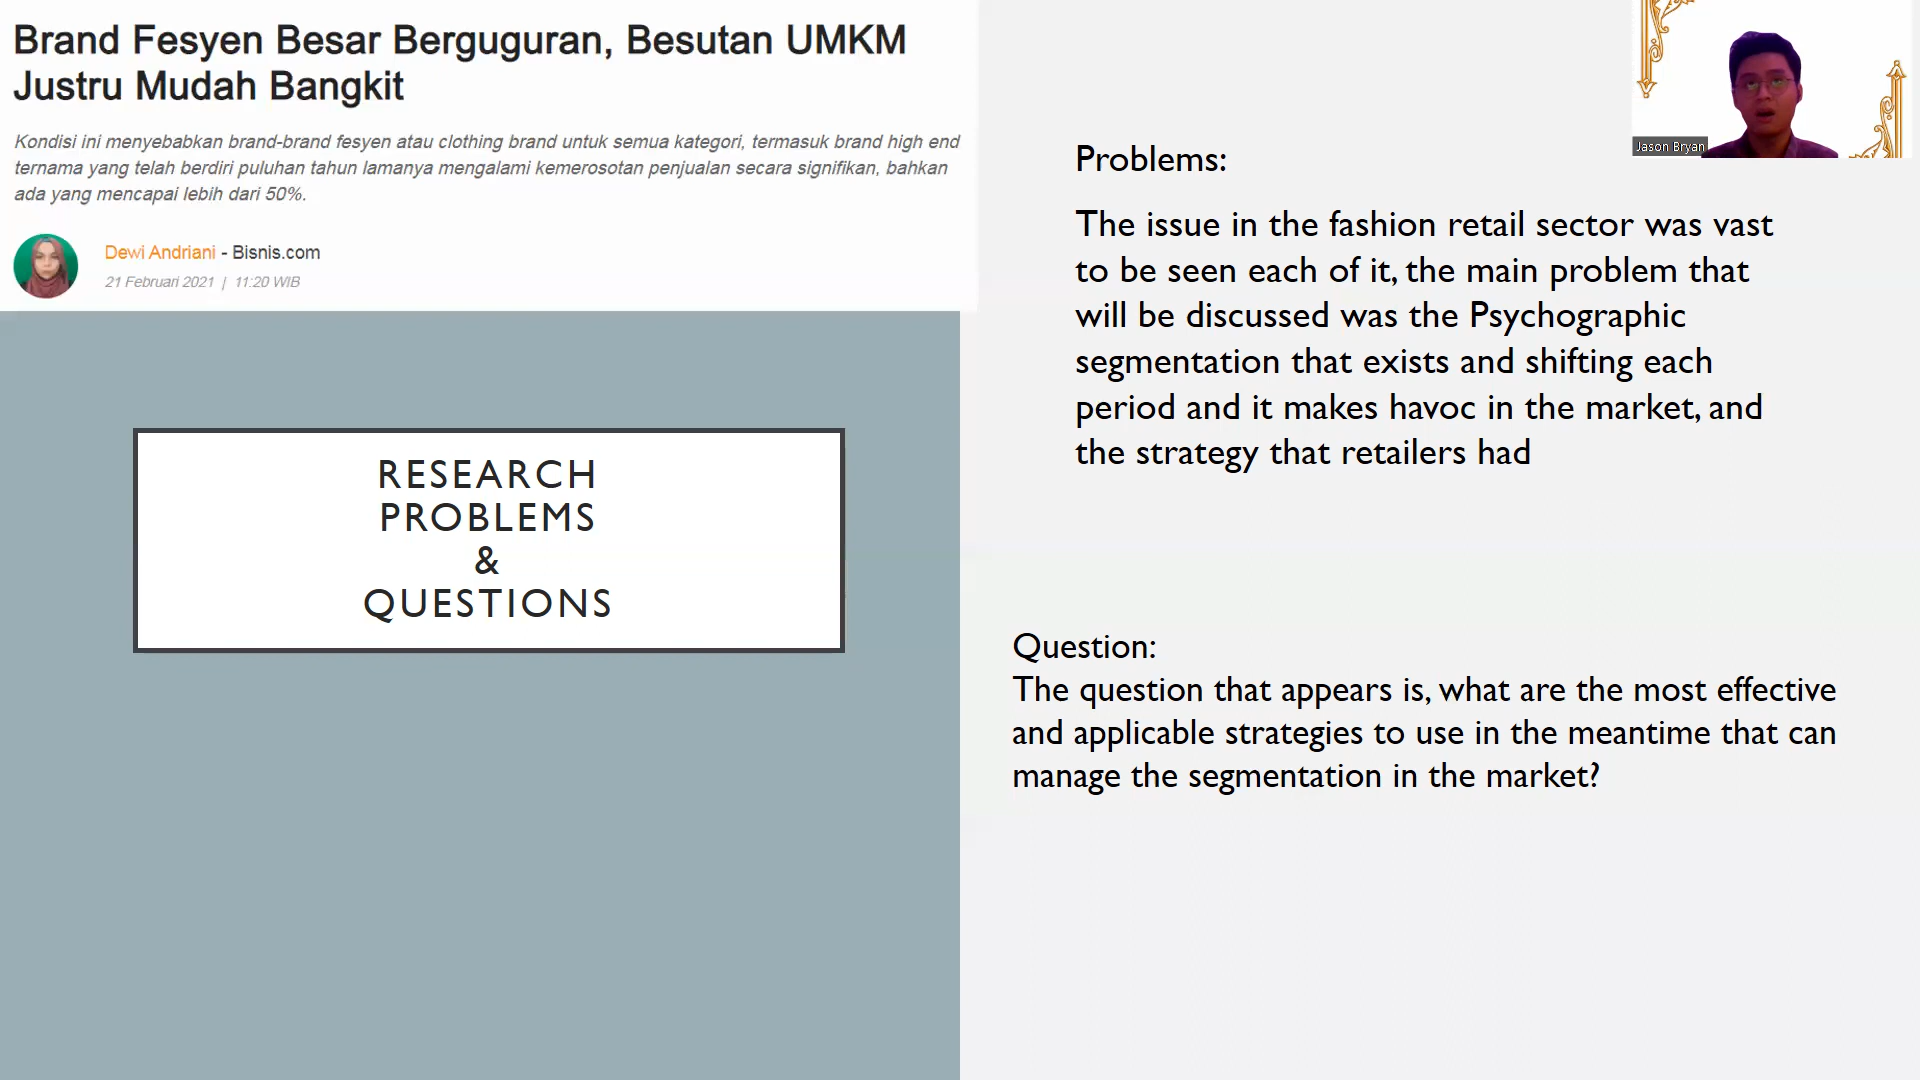 Brand Fesyen Besar Berguguran, Besutan UMKM
Justru Mudah Bangkit
Kondisi ini menyebabkan brand-brand fesyen atau clothing brand untuk semua kategori, termasuk brand high end
ternama yang telah berdiri puluhan tahun lamanya mengalami kemerosotan penjualan secara signifikan, bahkan
ada yang mencapai lebih dari 50%.
Dewi Andriani - Bisnis.com
21 Februari 2021 | 11:20 WIB
RESEARCH
PROBLEMS
&
QUESTIONS
Jason Bryan
Problems:
The issue in the fashion retail sector was vast
to be seen each of it, the main problem that
will be discussed was the Psychographic
segmentation that exists and shifting each
period and it makes havoc in the market, and
the strategy that retailers had
Question:
The question that appears is, what are the most effective
and applicable strategies to use in the meantime that can
manage the segmentation in the market?